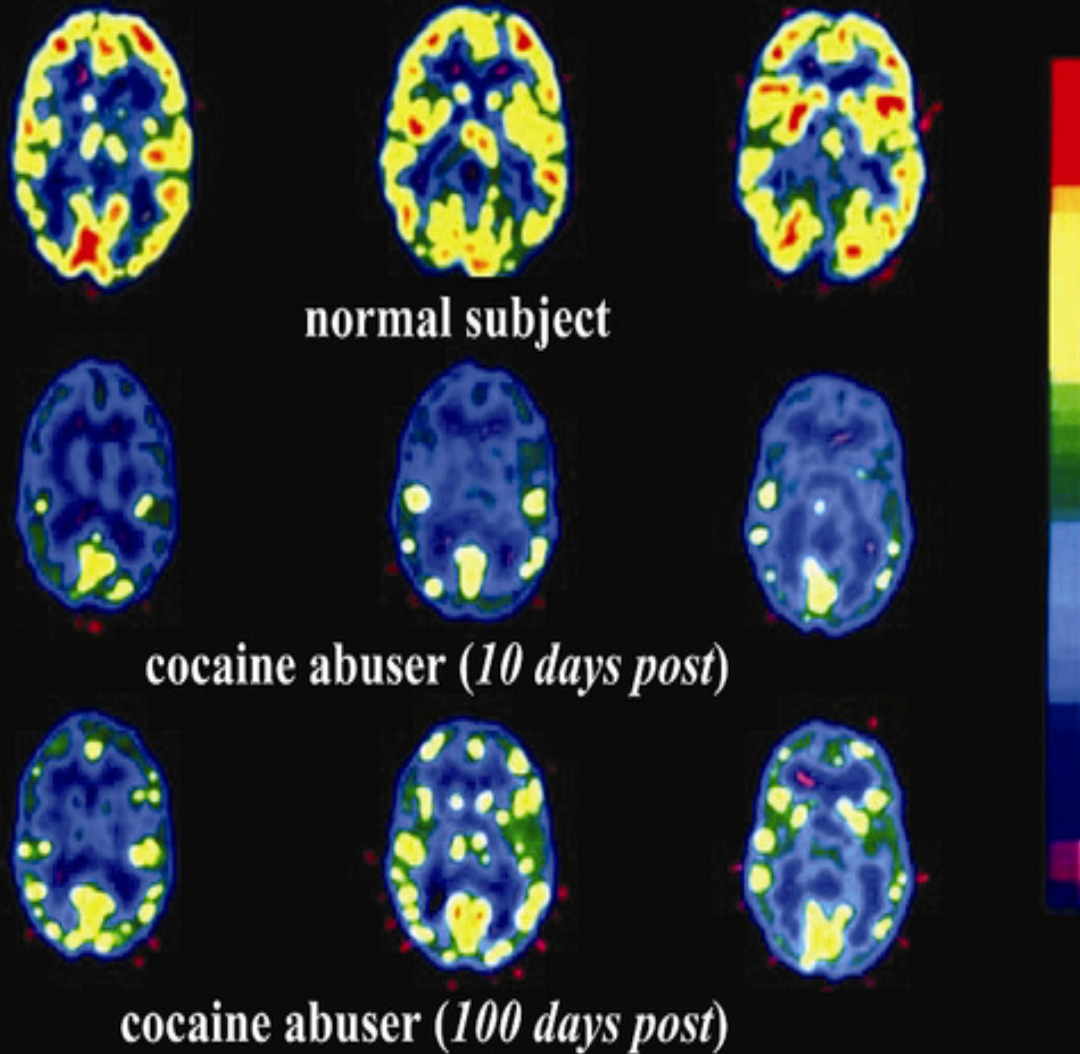 normal subject
cocaine abuser (10 days post)
cocaine abuser (100 days post)